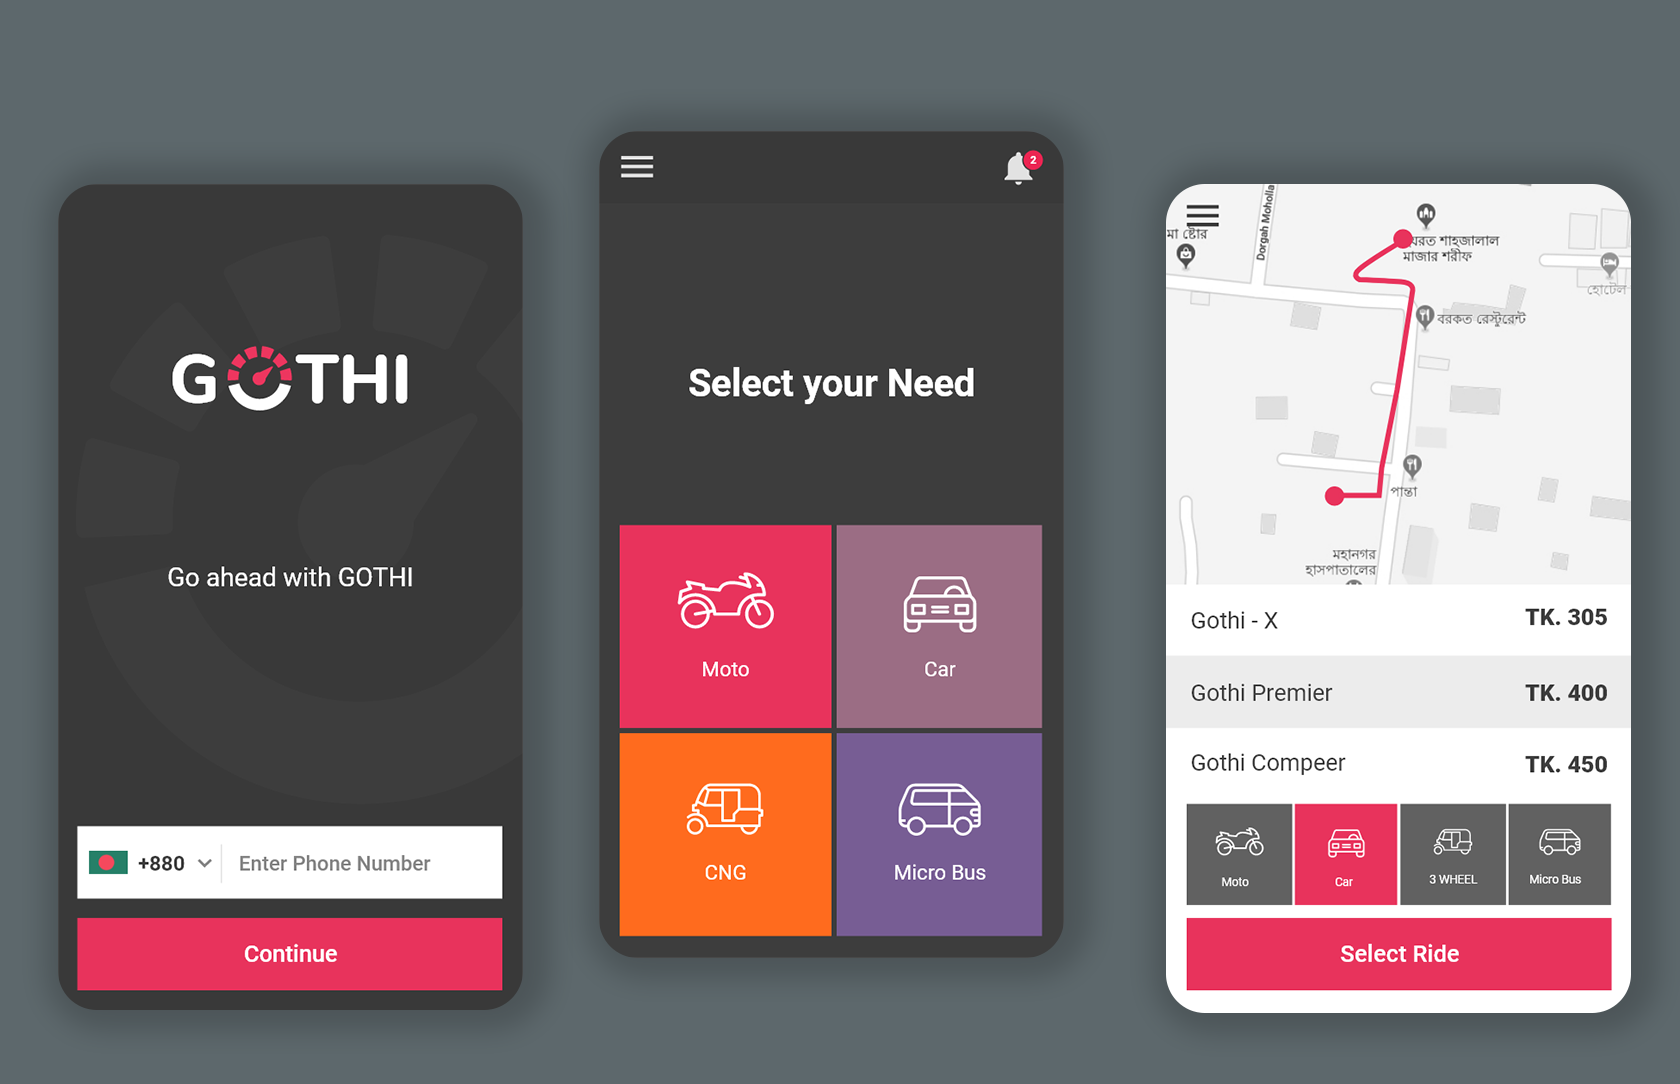 GOTHI
Go ahead with GOTHI
+880
Enter Phone Number
Continue
2
Select your Need
Moto
Car
CNG
Micro Bus
Dorgah Moholla
মা ষ্টোর
শাহজালাল
মাজার শরীফ
হোটেল
বরকত রেস্টুরেন্ট
পান্তা
মহানগর
হাসপাতালের
Gothi - X
TK. 305
Gothi Premier
TK. 400
Gothi Compeer
TK. 450
Moto
Car
3 WHEEL
Micro Bus
Select Ride